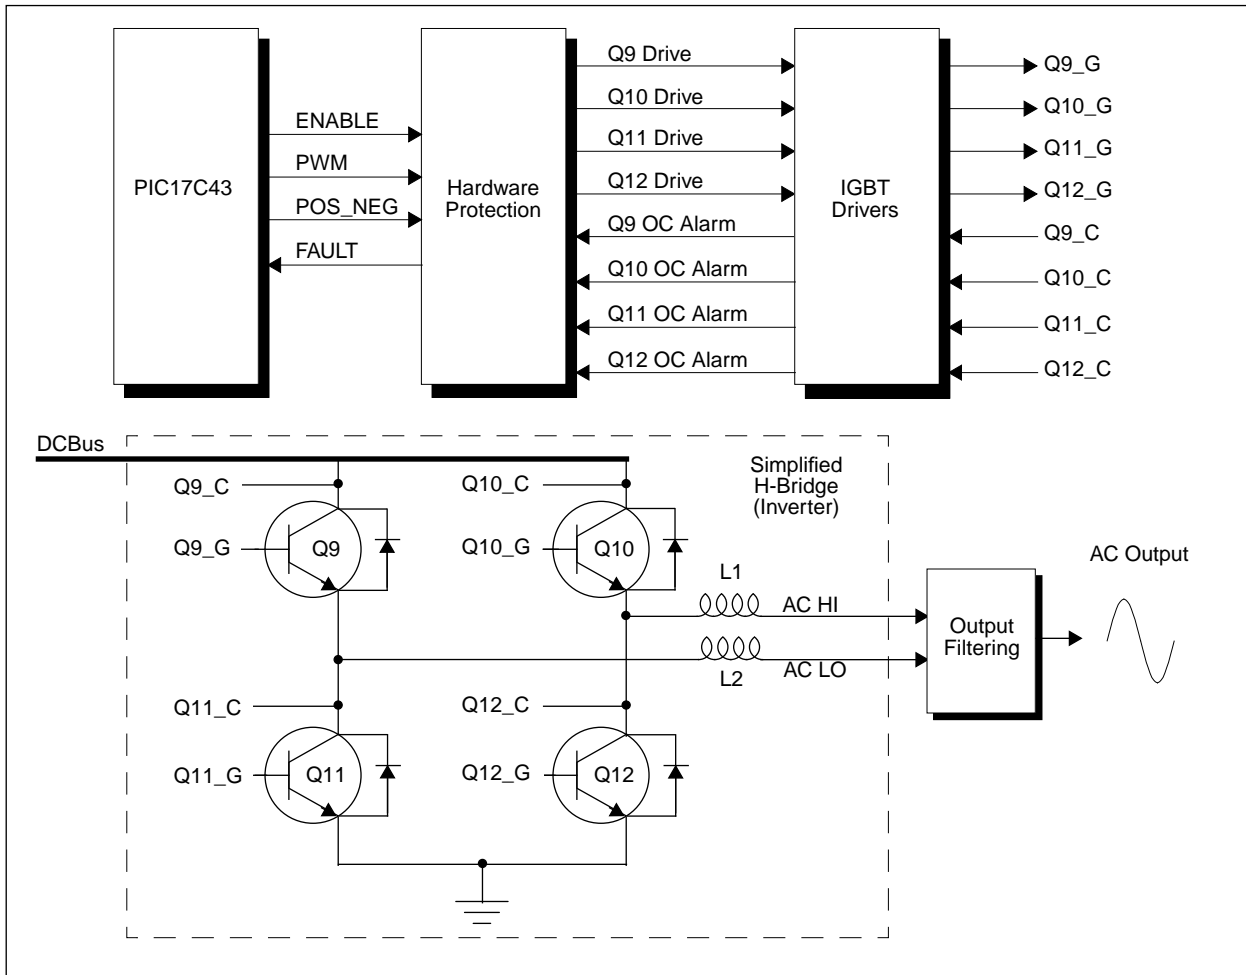 PIC17C43
ENABLE
PWM
POS_NEG
FAULT
Hardware
Protection
Q9 Drive
Q10 Drive
Q11 Drive
Q12 Drive
Q9 OC Alarm
Q10 OC Alarm
Q11 OC Alarm
Q12 OC Alarm
IGBT
Drivers
Q9_G
Q10_G
Q11_G
Q12_G
Q9_C
Q10_C
Q11_C
Q12_C
DCBus
Simplified
H-Bridge
(Inverter)
Q9_C
Q9_G
Q9
Q10_C
Q10_G
Q10
L1
AC HI
L2
AC LO
Output
Filtering
AC Output
Q11_C
Q11_G
Q11
Q12_C
Q12_G
Q12